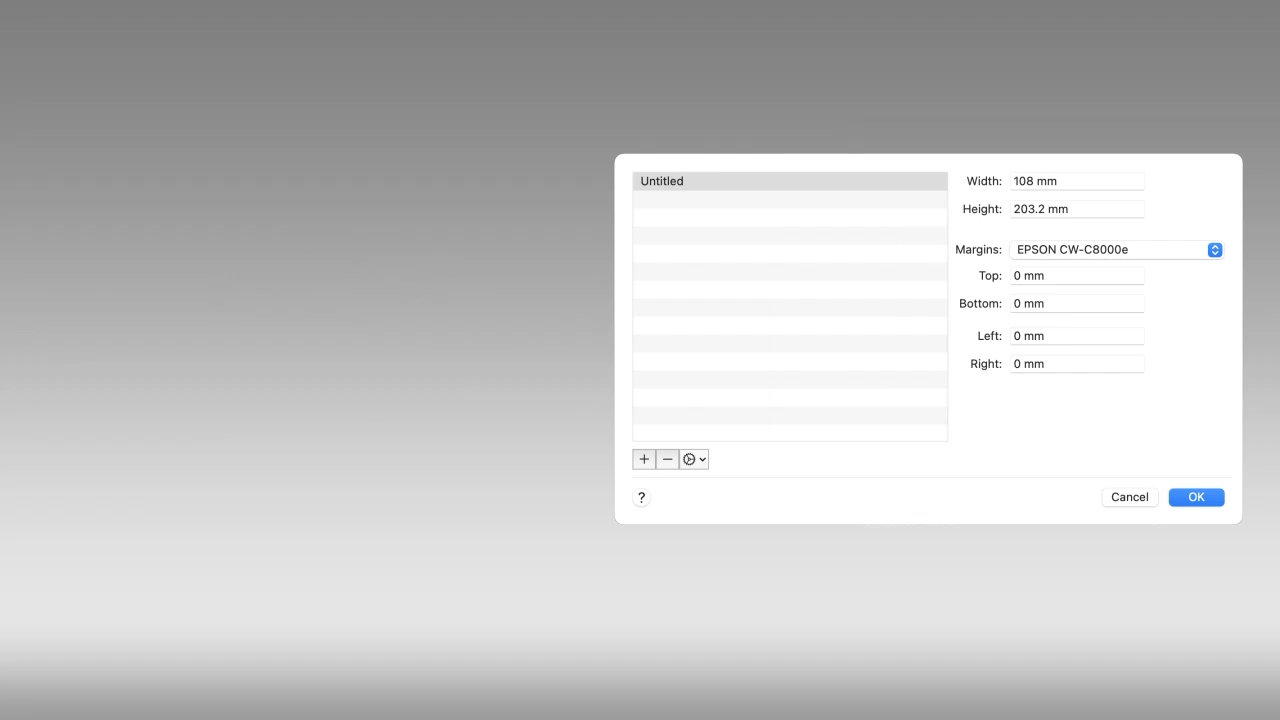 Untitled
Width: 108 mm
Height: 203.2 mm
Margins: EPSON CW-C8000e
Top: 0 mm
Bottom: 0 mm
Left: 0 mm
Right: 0 mm
+ −
? Cancel OK